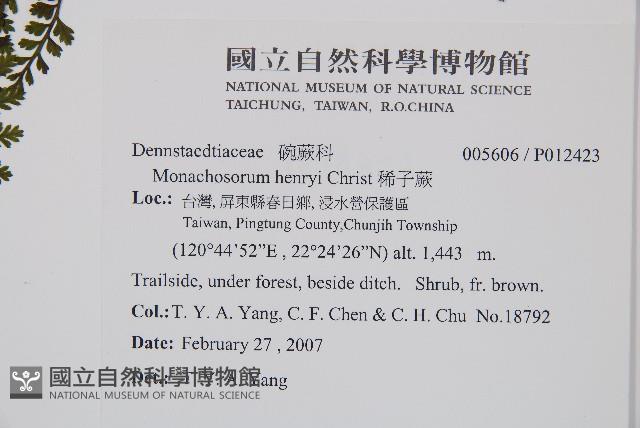 國立自然科學博物館
NATIONAL MUSEUM OF NATURAL SCIENCE
TAICHUNG, TAIWAN, R.O.CHINA
Dennstacdtiaceae 碗蕨科 005606 / P012423
Monachosorum henryi Christ 稀子蕨
Loc.: 台灣, 屏東縣春日鄉, 浸水營保護區
Taiwan, Pingtung County,Chunjih Township
(120°44'52”E , 22°24'26”N) alt. 1,443 m.
Trailside, under forest, beside ditch. Shrub, fr. brown.
Col.: T. Y. A. Yang, C. F. Chen & C. H. Chu No.18792
Date: February 27 , 2007
Yang
國立自然科學博物館
NATIONAL MUSEUM OF NATURAL SCIENCE